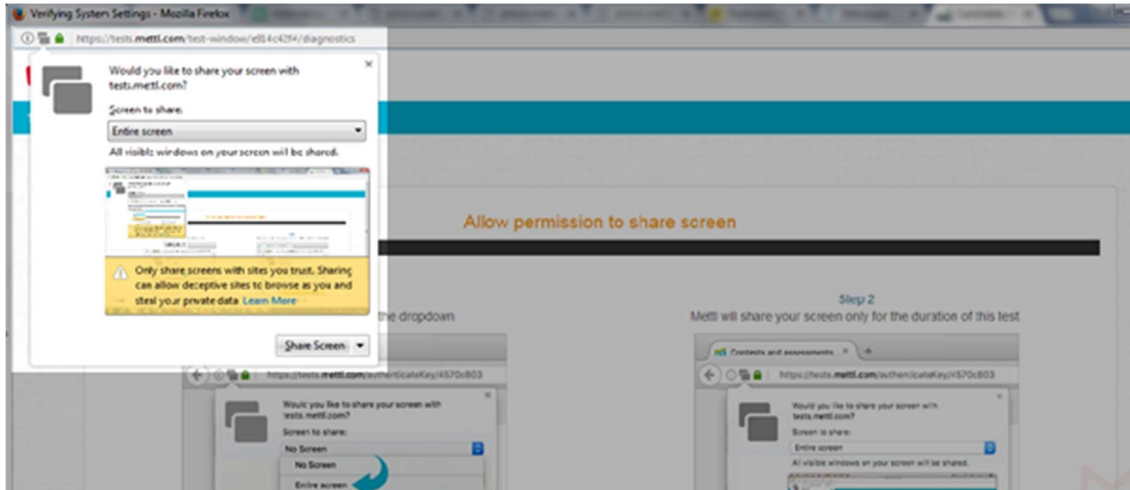 Verifying System Settings - Mozilla Firefox
https://tests.mettl.com/test-window/e814c42f#/diagnostics
Would you like to share your screen with
tests.mettl.com?
Screen to share:
Entire screen
All visible windows on your screen will be shared.
Only share screens with sites you trust. Sharing
can allow deceptive sites to browse as you and
steal your private data. Learn More
Share Screen
Allow permission to share screen
the dropdown
https://tests.mettl.com/authenticateKey/4570c803
Would you like to share your screen with
tests.mettl.com?
Screen to share:
No Screen
No Screen
Entire screen
Step 2
Mettl will share your screen only for the duration of this test
Contests and assessments
https://tests.mettl.com/authenticateKey/4570c803
Would you like to share your screen with
tests.mettl.com?
Screen to share:
Entire screen
All visible windows on your screen will be shared.